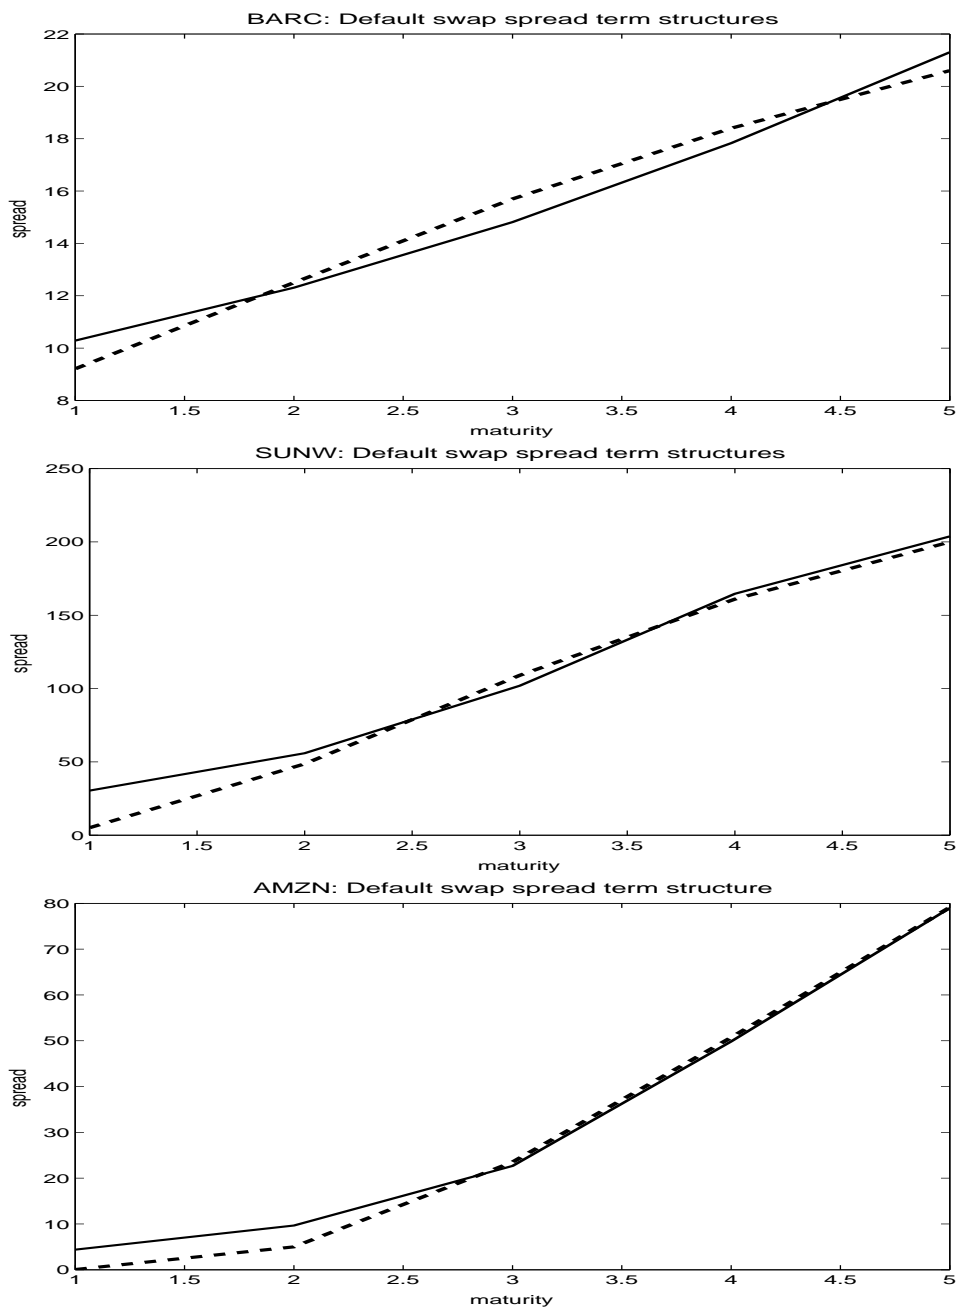 BARC: Default swap spread term structures
22
20
18
16
14
12
10
8
spread
1 1.5 2 2.5 3 3.5 4 4.5 5
maturity
SUNW: Default swap spread term structures
250
200
150
100
50
0
spread
1 1.5 2 2.5 3 3.5 4 4.5 5
maturity
AMZN: Default swap spread term structure
80
70
60
50
40
30
20
10
0
spread
1 1.5 2 2.5 3 3.5 4 4.5 5
maturity